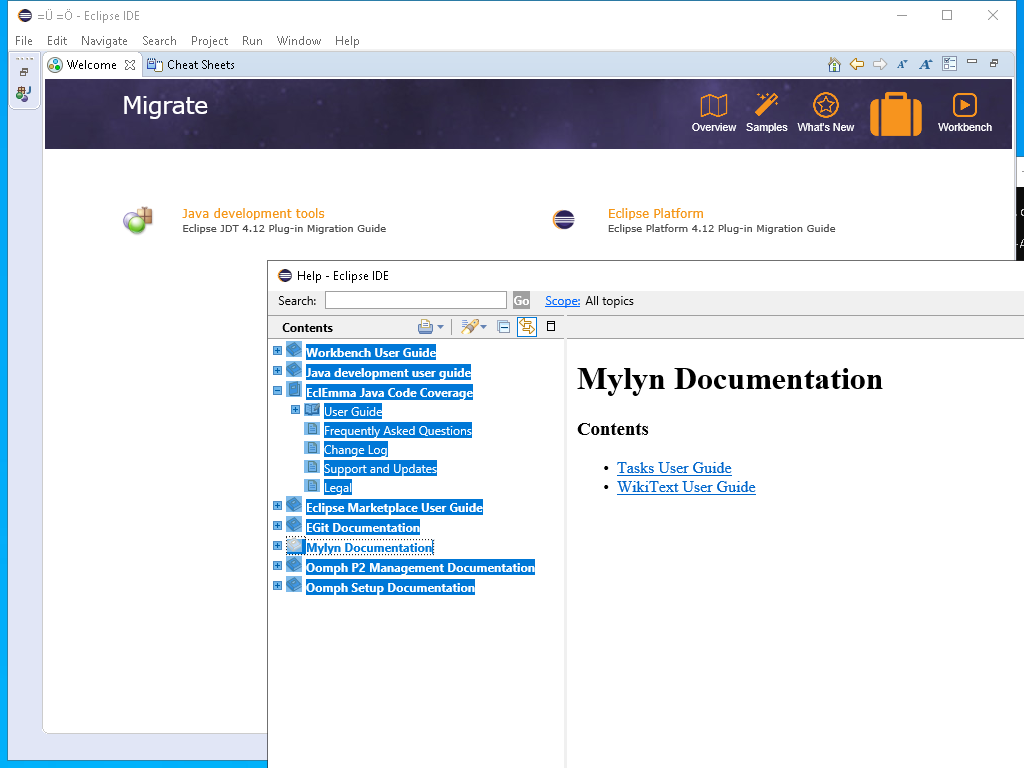 =Ü =Ö - Eclipse IDE
File Edit Navigate Search Project Run Window Help
Welcome Cheat Sheets
Migrate
Overview Samples What's New Workbench
Java development tools
Eclipse JDT 4.12 Plug-in Migration Guide
Eclipse Platform
Eclipse Platform 4.12 Plug-in Migration Guide
Help - Eclipse IDE
Search: Go Scope: All topics
Contents
Workbench User Guide
Java development user guide
EclEmma Java Code Coverage
User Guide
Frequently Asked Questions
Change Log
Support and Updates
Legal
Eclipse Marketplace User Guide
EGit Documentation
Mylyn Documentation
Oomph P2 Management Documentation
Oomph Setup Documentation
Mylyn Documentation
Contents
• Tasks User Guide
• WikiText User Guide